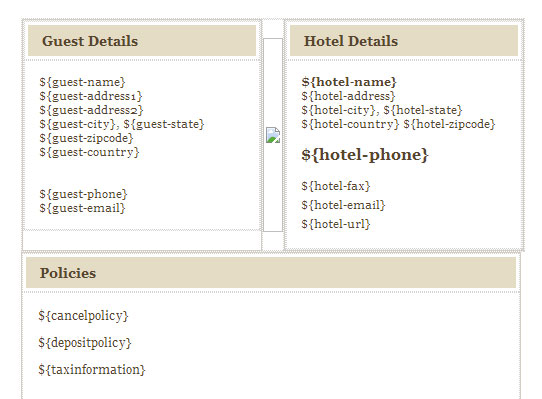 Guest Details
${guest-name}
${guest-address1}
${guest-address2}
${guest-city}, ${guest-state}
${guest-zipcode}
${guest-country}
${guest-phone}
${guest-email}
Hotel Details
${hotel-name}
${hotel-address}
${hotel-city}, ${hotel-state}
${hotel-country} ${hotel-zipcode}
${hotel-phone}
${hotel-fax}
${hotel-email}
${hotel-url}
Policies
${cancelpolicy}
${depositpolicy}
${taxinformation}